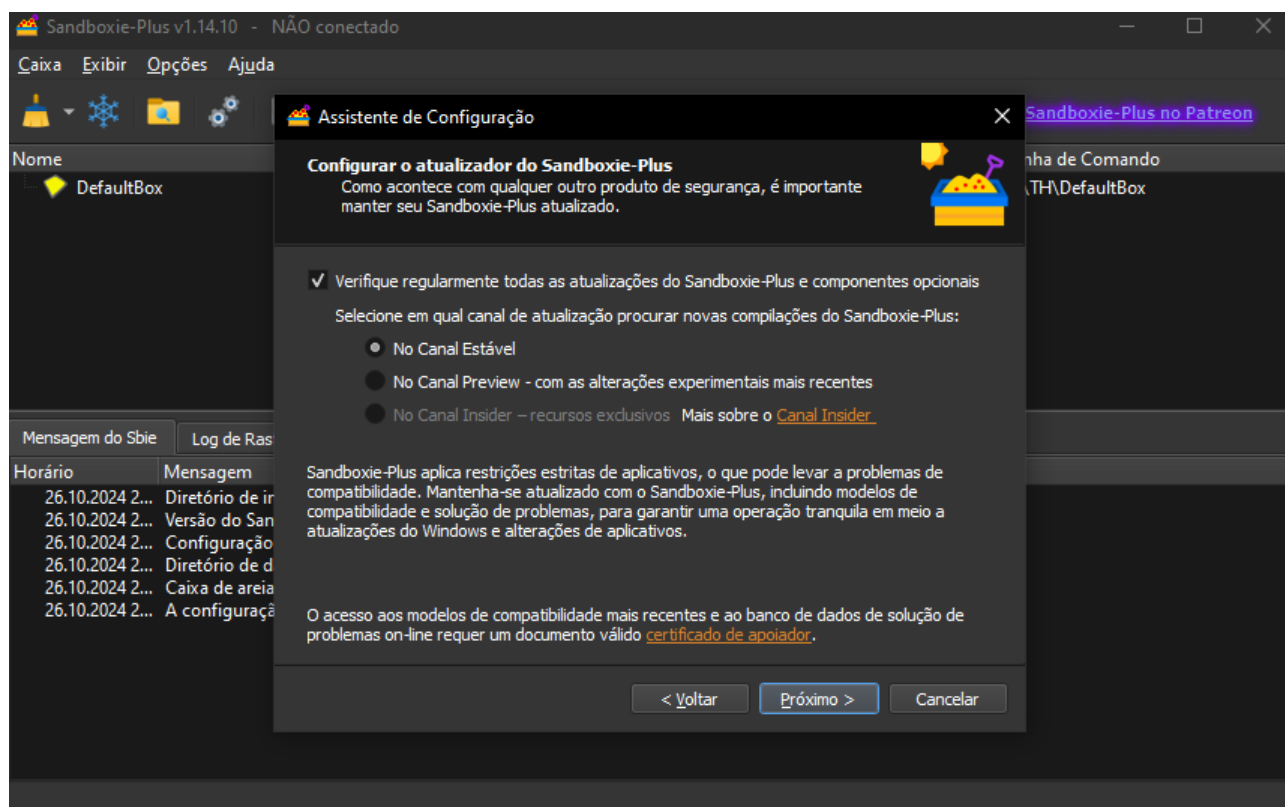 Sandboxie-Plus v1.14.10 - NÃO conectado
Caixa Exibir Opções Ajuda
Sandboxie-Plus no Patreon
Nome
nha de Comando
DefaultBox
\TH\DefaultBox
Assistente de Configuração
Configurar o atualizador do Sandboxie-Plus
Como acontece com qualquer outro produto de segurança, é importante
manter seu Sandboxie-Plus atualizado.
Verifique regularmente todas as atualizações do Sandboxie-Plus e componentes opcionais
Selecione em qual canal de atualização procurar novas compilações do Sandboxie-Plus:
No Canal Estável
No Canal Preview - com as alterações experimentais mais recentes
No Canal Insider – recursos exclusivos Mais sobre o Canal Insider
Sandboxie-Plus aplica restrições estritas de aplicativos, o que pode levar a problemas de
compatibilidade. Mantenha-se atualizado com o Sandboxie-Plus, incluindo modelos de
compatibilidade e solução de problemas, para garantir uma operação tranquila em meio a
atualizações do Windows e alterações de aplicativos.
O acesso aos modelos de compatibilidade mais recentes e ao banco de dados de solução de
problemas on-line requer um documento válido certificado de apoiador.
< Voltar Próximo > Cancelar
Mensagem do Sbie Log de Ras
Horário Mensagem
26.10.2024 2... Diretório de ir
26.10.2024 2... Versão do San
26.10.2024 2... Configuração
26.10.2024 2... Diretório de d
26.10.2024 2... Caixa de areia
26.10.2024 2... A configuraçã